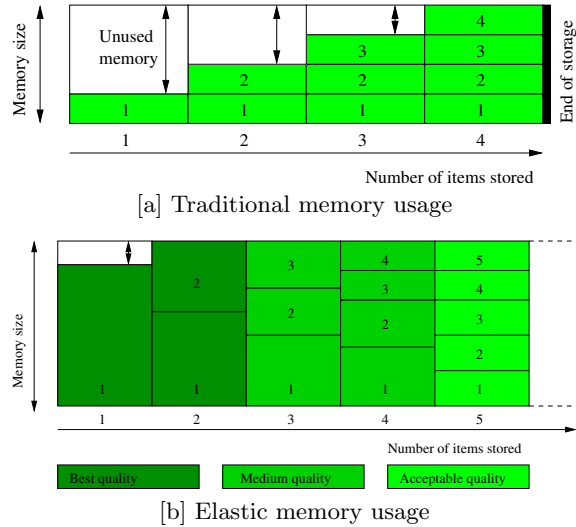 Memory size
Unused
memory
4
3
3
2
2
2
1
1
1
1
End of storage
1
2
3
4
Number of items stored
[a] Traditional memory usage
Memory size
2
3
4
5
3
4
2
2
3
2
1
1
1
1
1
1
2
3
4
5
Number of items stored
Best quality
Medium quality
Acceptable quality
[b] Elastic memory usage